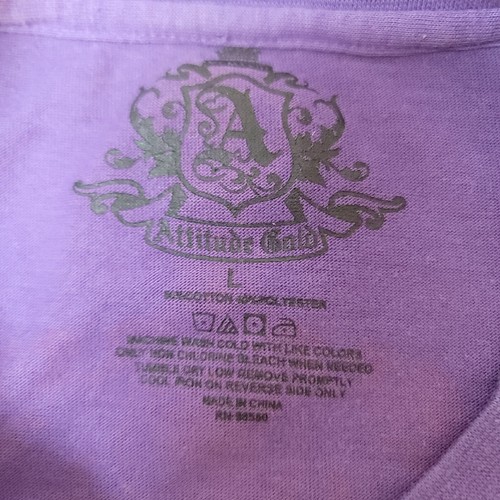 A
Attitude Gold
L
COTTON POLYESTER
MACHINE WASH COLD WITH LIKE COLORS
ONLY NON CHLORINE BLEACH WHEN NEEDED
TUMBLE DRY LOW REMOVE PROMPTLY
COOL IRON ON REVERSE SIDE ONLY
MADE IN CHINA